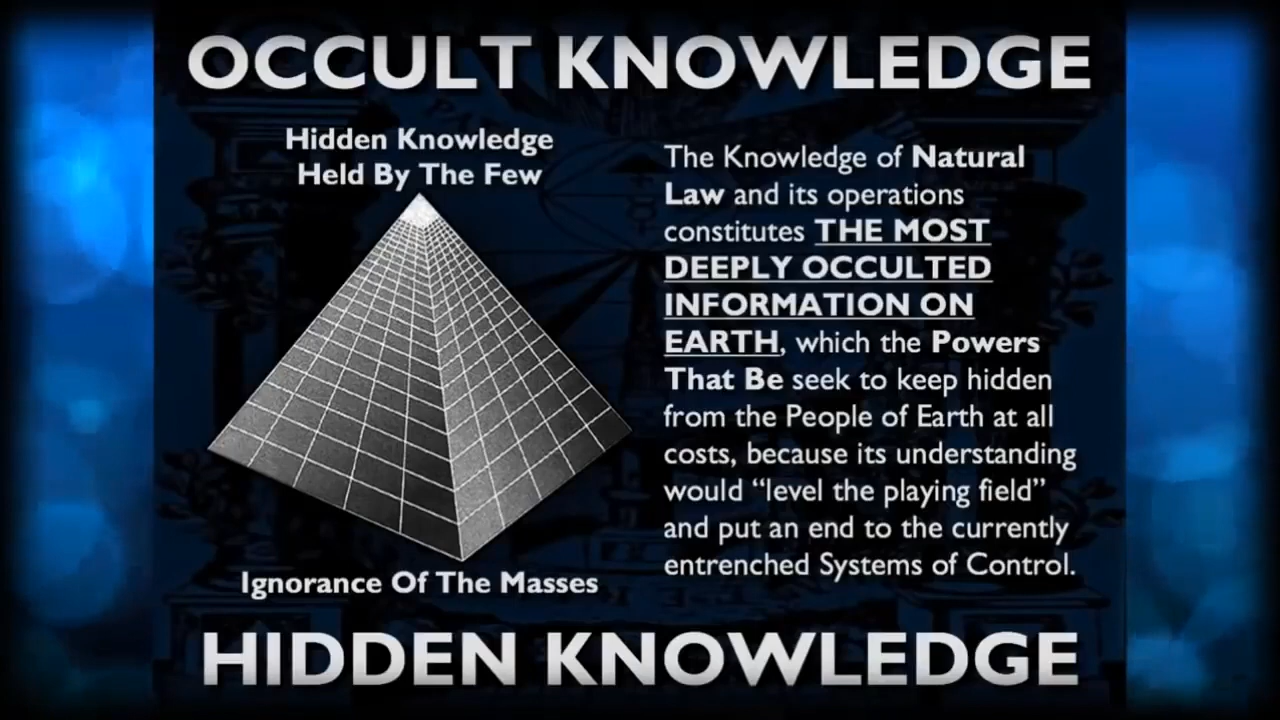 OCCULT KNOWLEDGE
Hidden Knowledge
Held By The Few
Ignorance Of The Masses
The Knowledge of Natural
Law and its operations
constitutes THE MOST
DEEPLY OCCULTED
INFORMATION ON
EARTH, which the Powers
That Be seek to keep hidden
from the People of Earth at all
costs, because its understanding
would “level the playing field”
and put an end to the currently
entrenched Systems of Control.
HIDDEN KNOWLEDGE